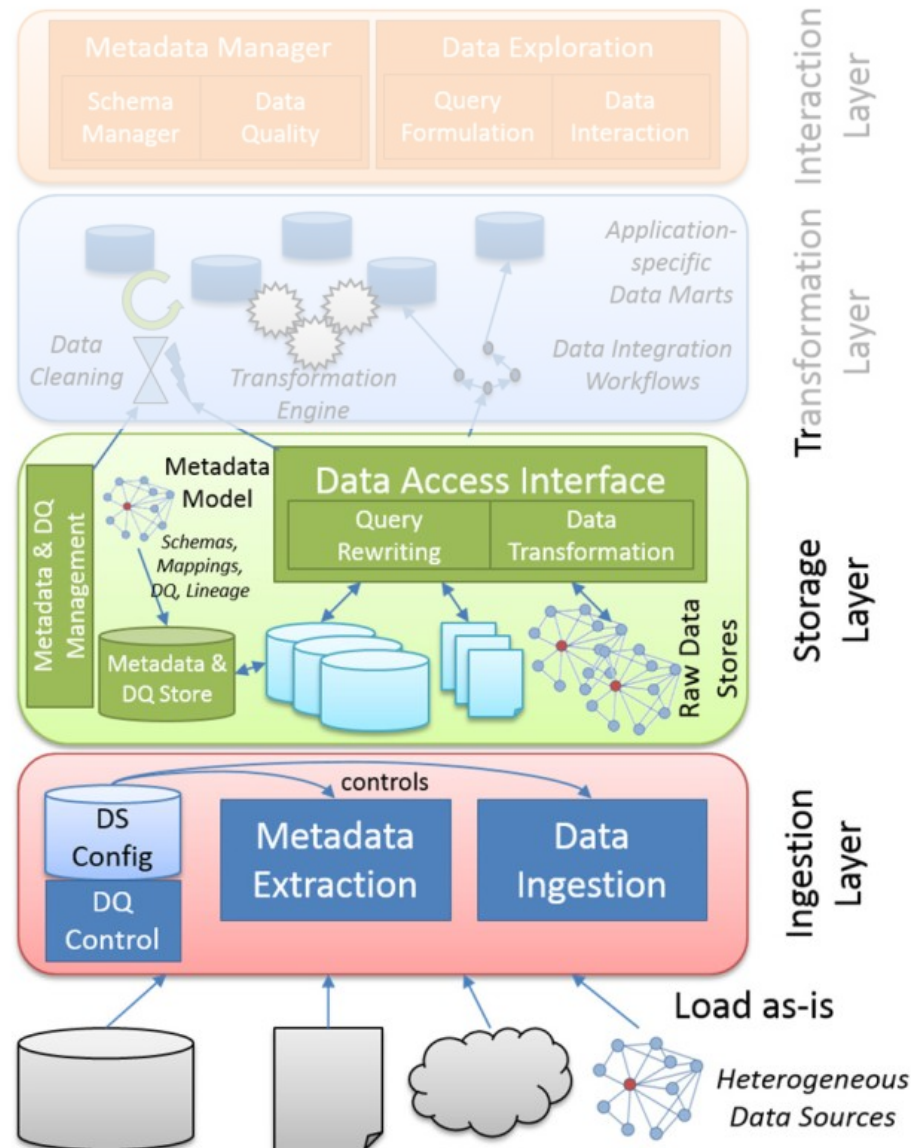 Metadata Manager
Schema
Manager
Data
Quality
Data Exploration
Query
Formulation
Data
Interaction
Interaction
Layer
Application-
specific
Data Marts
Data
Cleaning
Transformation
Engine
Data Integration
Workflows
Transformation
Layer
Metadata & DQ
Management
Metadata
Model
Schemas,
Mappings,
DQ, Lineage
Metadata &
DQ Store
Data Access Interface
Query
Rewriting
Data
Transformation
Raw Data
Stores
Storage
Layer
controls
DS
Config
DQ
Control
Metadata
Extraction
Data
Ingestion
Ingestion
Layer
Load as-is
Heterogeneous
Data Sources